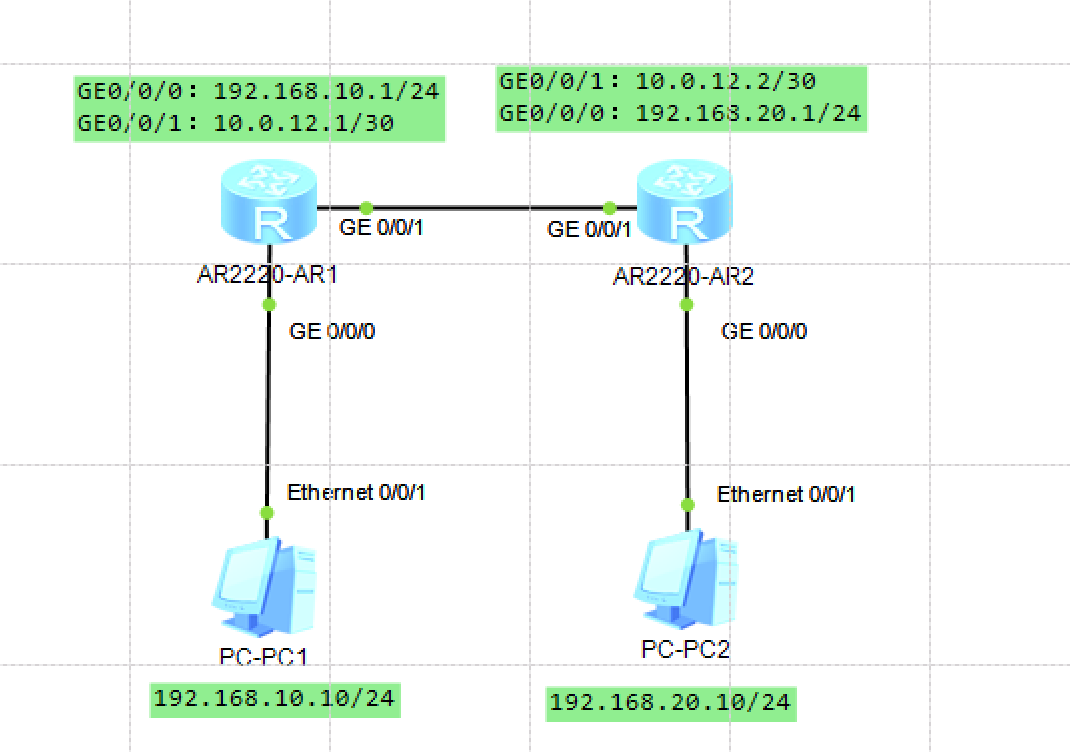 GE0/0/0: 192.168.10.1/24
GE0/0/1: 10.0.12.1/30
GE0/0/1: 10.0.12.2/30
GE0/0/0: 192.168.20.1/24
R
R
GE 0/0/1
GE 0/0/1
AR2220-AR1
AR2220-AR2
GE 0/0/0
GE 0/0/0
Ethernet 0/0/1
Ethernet 0/0/1
PC-PC1
PC-PC2
192.168.10.10/24
192.168.20.10/24